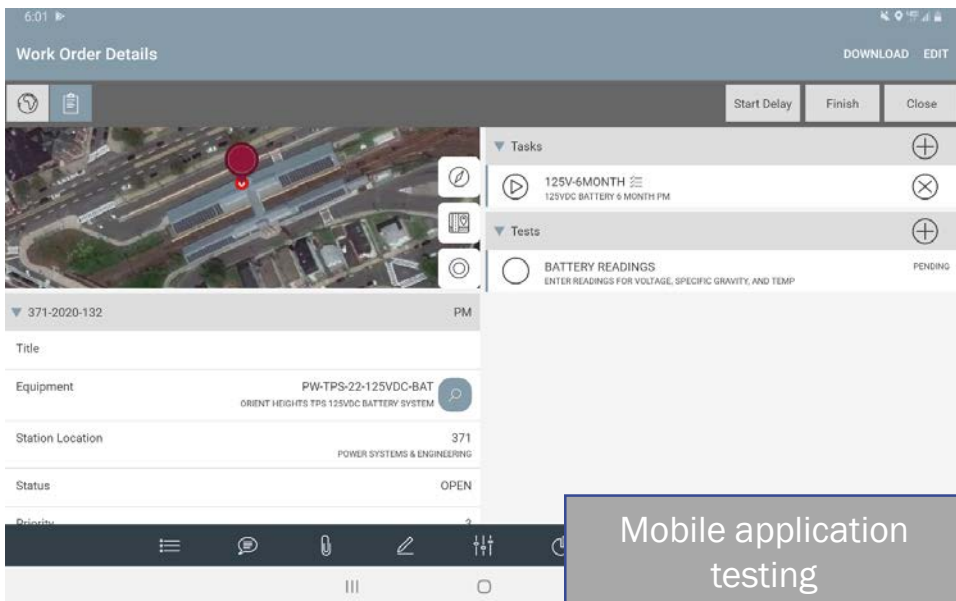 6:01
Work Order Details
DOWNLOAD EDIT
Start Delay Finish Close
371-2020-132 PM
Title
Equipment PW-TPS-22-125VDC-BAT
ORIENT HEIGHTS TPS 125VDC BATTERY SYSTEM
Station Location 371
POWER SYSTEMS & ENGINEERING
Status OPEN
Priority
Tasks
125V-6MONTH
125VDC BATTERY 6 MONTH PM
Tests
BATTERY READINGS PENDING
ENTER READINGS FOR VOLTAGE, SPECIFIC GRAVITY, AND TEMP
Mobile application
testing